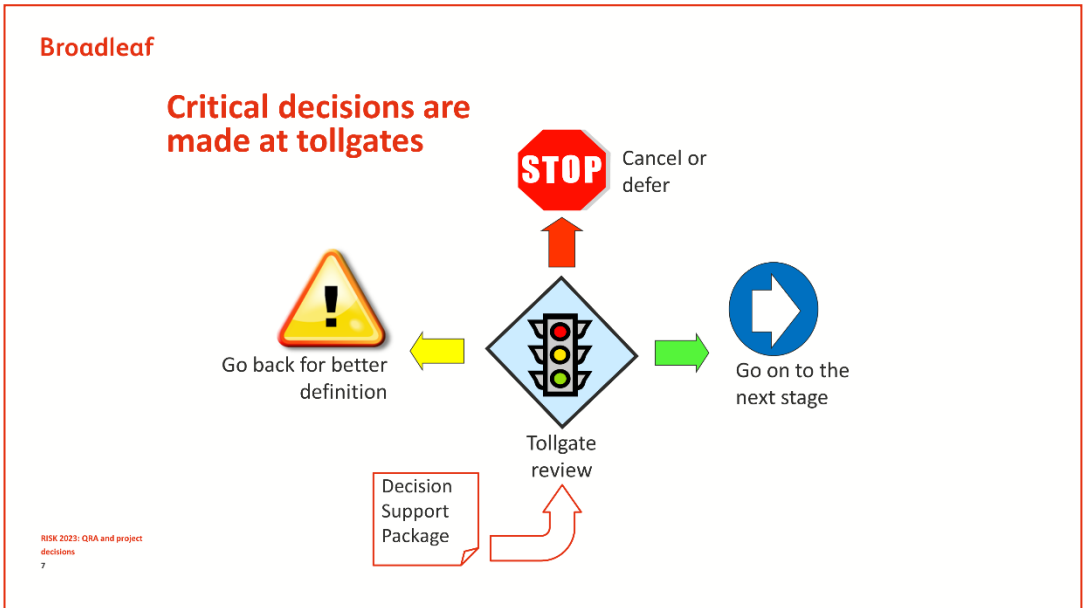 Broadleaf
Critical decisions are
made at tollgates
STOP
Cancel or
defer
!
Go back for better
definition
Go on to the
next stage
Tollgate
review
Decision
Support
Package
RISK 2023: QRA and project
decisions
7